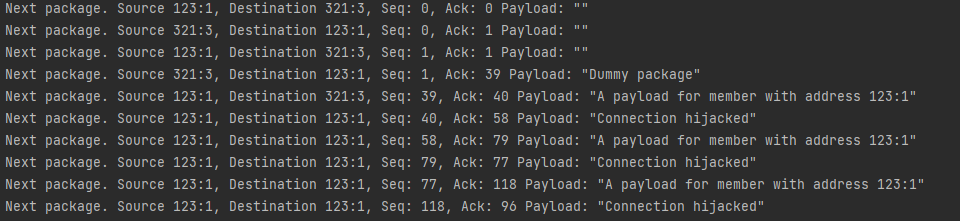 Next package. Source 123:1, Destination 321:3, Seq: 0, Ack: 0 Payload: ""
Next package. Source 321:3, Destination 123:1, Seq: 0, Ack: 1 Payload: ""
Next package. Source 123:1, Destination 321:3, Seq: 1, Ack: 1 Payload: ""
Next package. Source 321:3, Destination 123:1, Seq: 1, Ack: 39 Payload: "Dummy package"
Next package. Source 123:1, Destination 321:3, Seq: 39, Ack: 40 Payload: "A payload for member with address 123:1"
Next package. Source 123:1, Destination 123:1, Seq: 40, Ack: 58 Payload: "Connection hijacked"
Next package. Source 123:1, Destination 123:1, Seq: 58, Ack: 79 Payload: "A payload for member with address 123:1"
Next package. Source 123:1, Destination 123:1, Seq: 79, Ack: 77 Payload: "Connection hijacked"
Next package. Source 123:1, Destination 123:1, Seq: 77, Ack: 118 Payload: "A payload for member with address 123:1"
Next package. Source 123:1, Destination 123:1, Seq: 118, Ack: 96 Payload: "Connection hijacked"